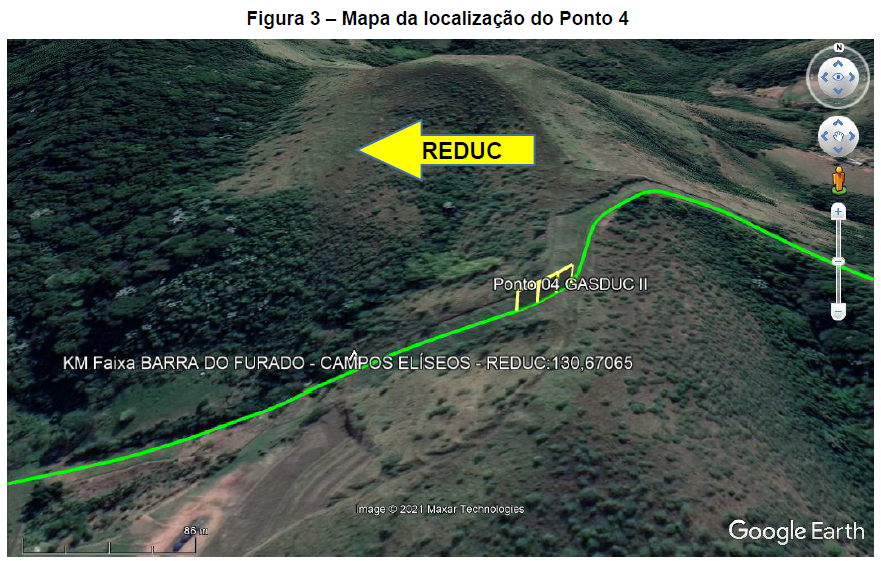 Figura 3 – Mapa da localização do Ponto 4
N
REDUC
Ponto 04 GASDUC II
KM Faixa BARRA DO FURADO - CAMPOS ELÍSEOS - REDUC:130,67065
Image © 2021 Maxar Technologies
86 m
Google Earth